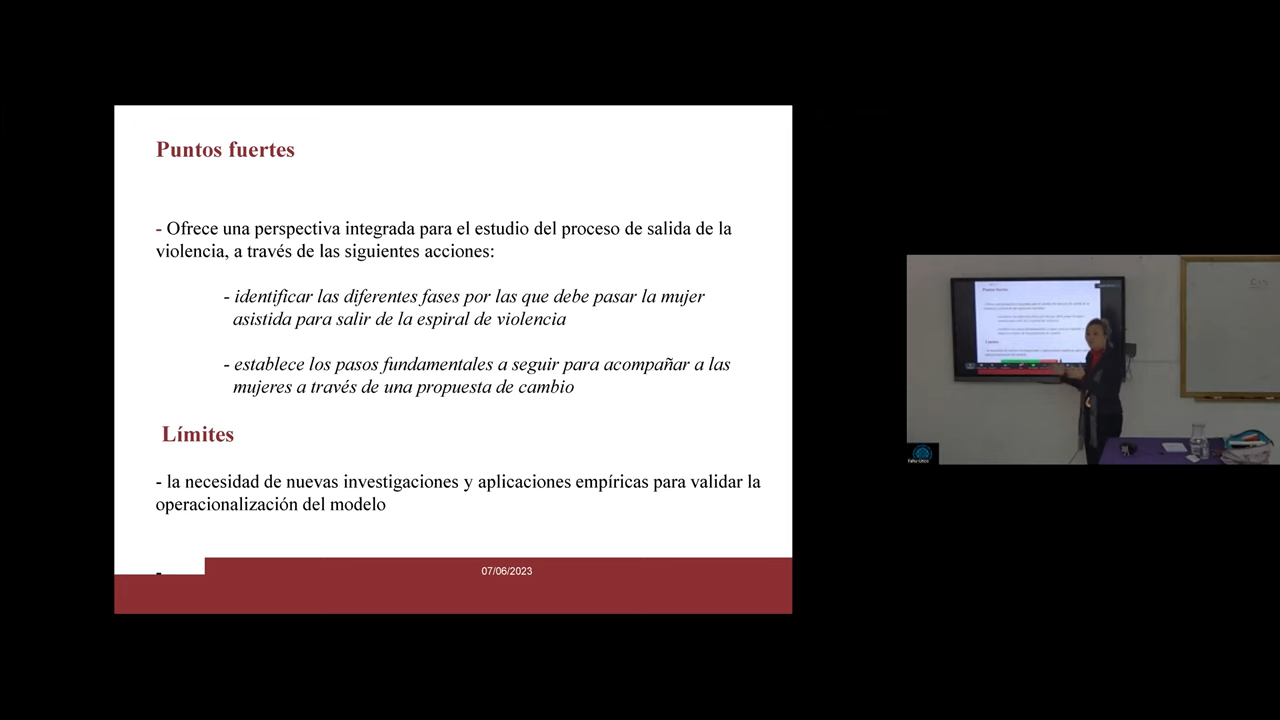 Puntos fuertes
- Ofrece una perspectiva integrada para el estudio del proceso de salida de la
violencia, a través de las siguientes acciones:
- identificar las diferentes fases por las que debe pasar la mujer
asistida para salir de la espiral de violencia
- establece los pasos fundamentales a seguir para acompañar a las
mujeres a través de una propuesta de cambio
Límites
- la necesidad de nuevas investigaciones y aplicaciones empíricas para validar la
operacionalización del modelo
-
07/06/2023